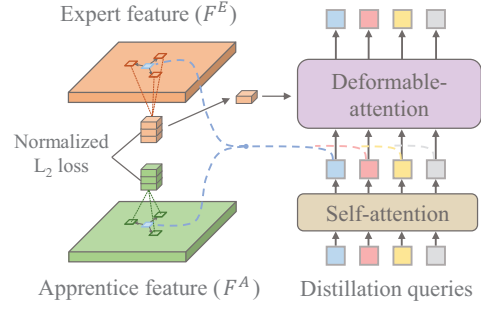 Expert feature (F^E)
Deformable-
attention
Normalized
L₂ loss
Self-attention
Apprentice feature (F^A)
Distillation queries